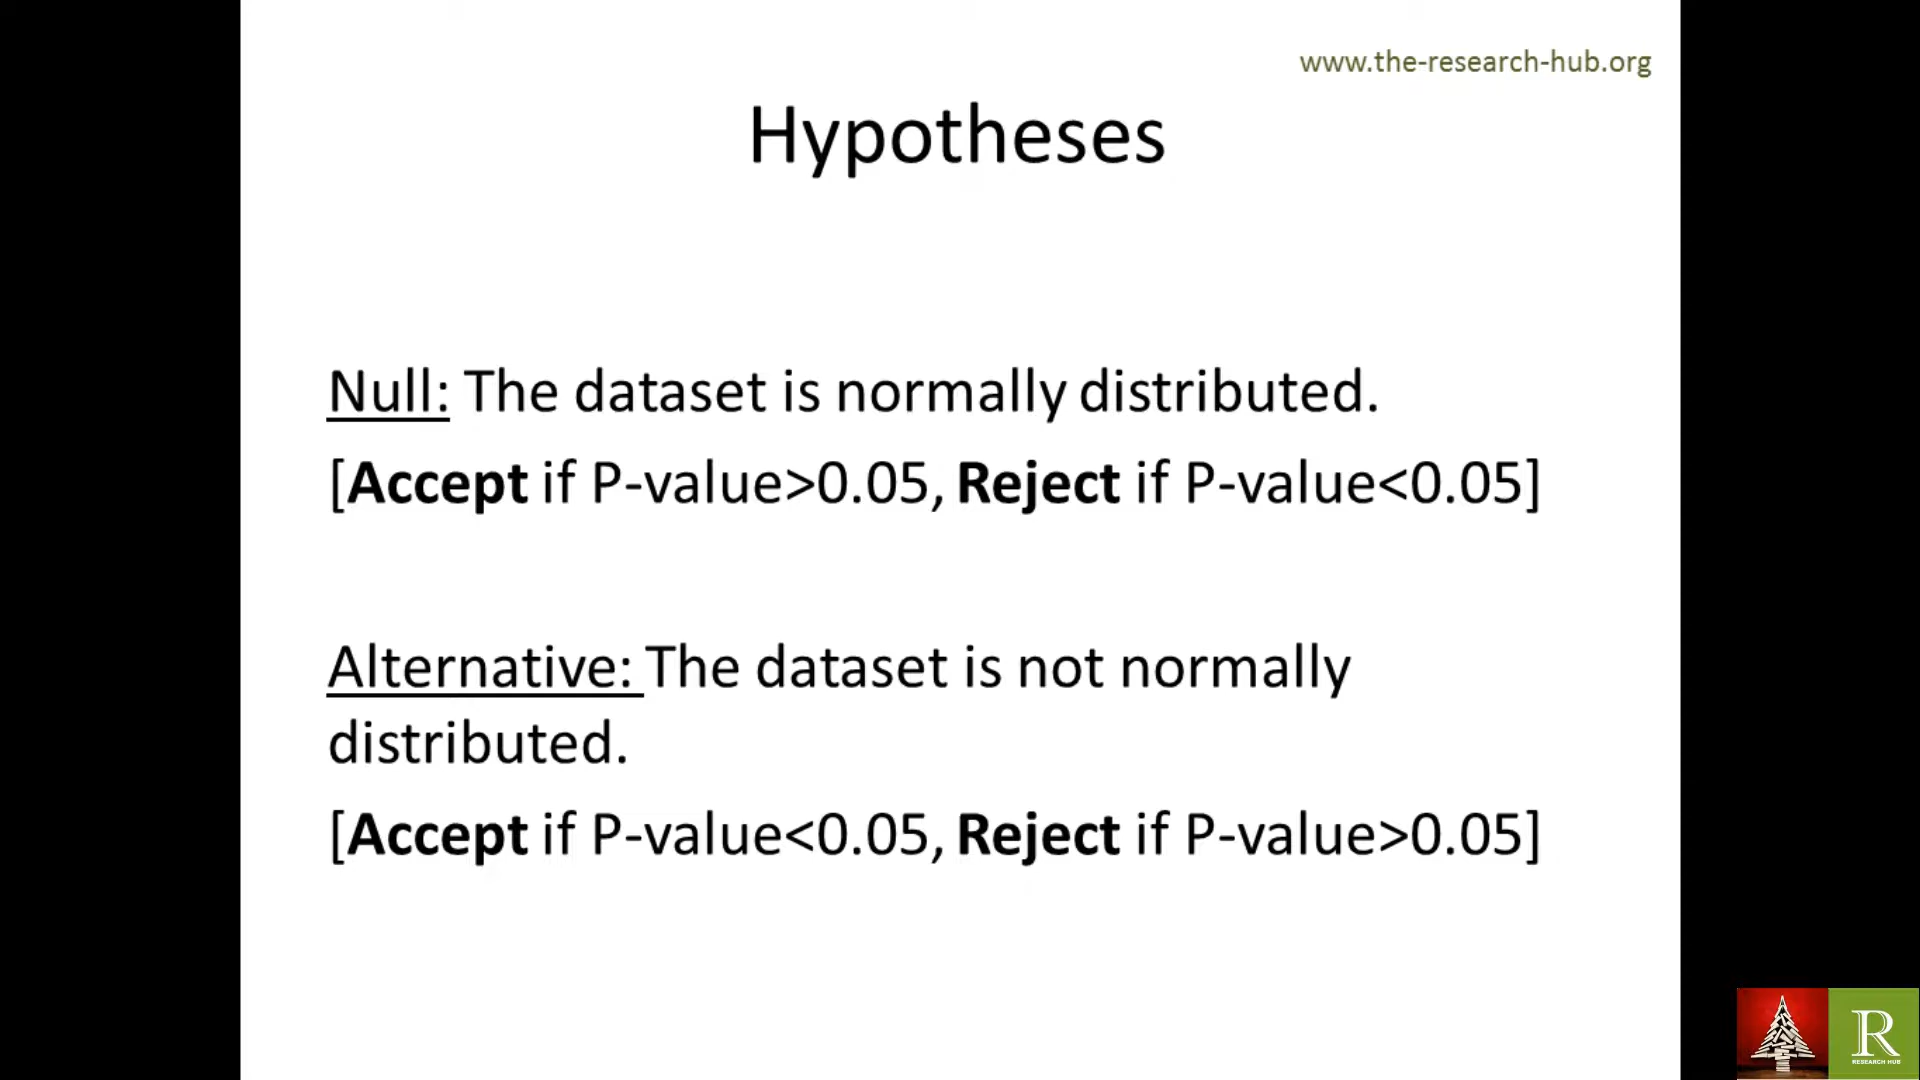 www.the-research-hub.org
Hypotheses
Null: The dataset is normally distributed.
[Accept if P-value>0.05, Reject if P-value<0.05]
Alternative: The dataset is not normally
distributed.
[Accept if P-value<0.05, Reject if P-value>0.05]
R
RESEARCH HUB